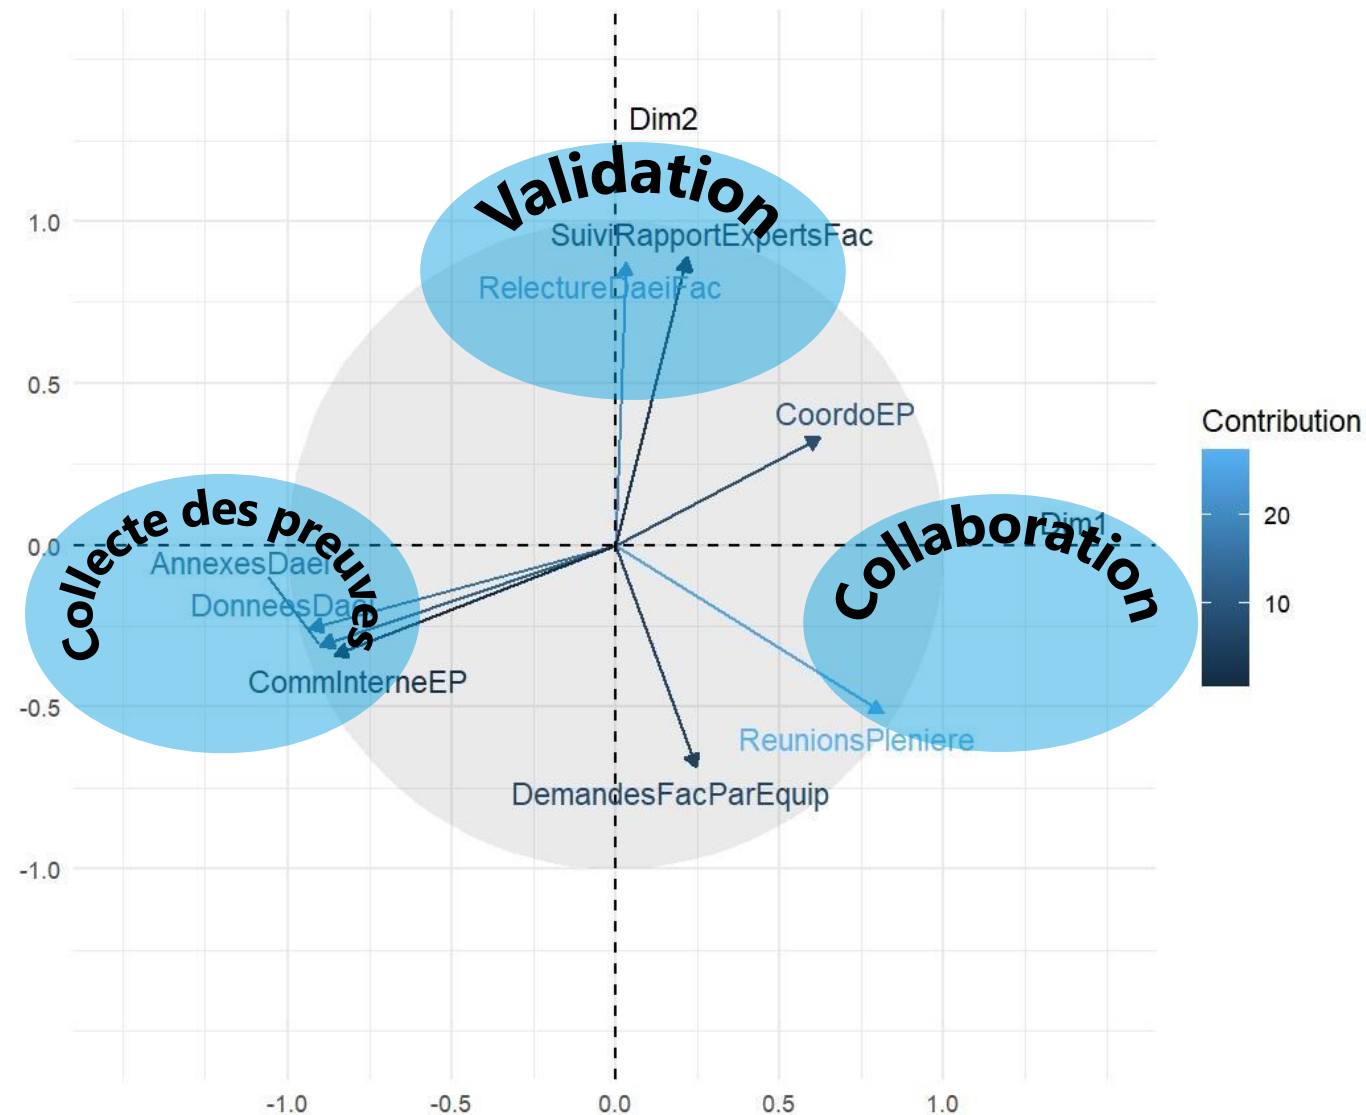 Dim2
Validation
1.0
SuiviRapportExpertsFac
RelectureDaeiFac
0.5
CoordoEP
Contribution
20
10
Collecte des preuves
Collaboration
Dim1
0.0
AnnexesDaei
DonneesDaei
CommInterneEP
-0.5
ReunionsPleniere
DemandesFacParEquip
-1.0
-1.0
-0.5
0.0
0.5
1.0